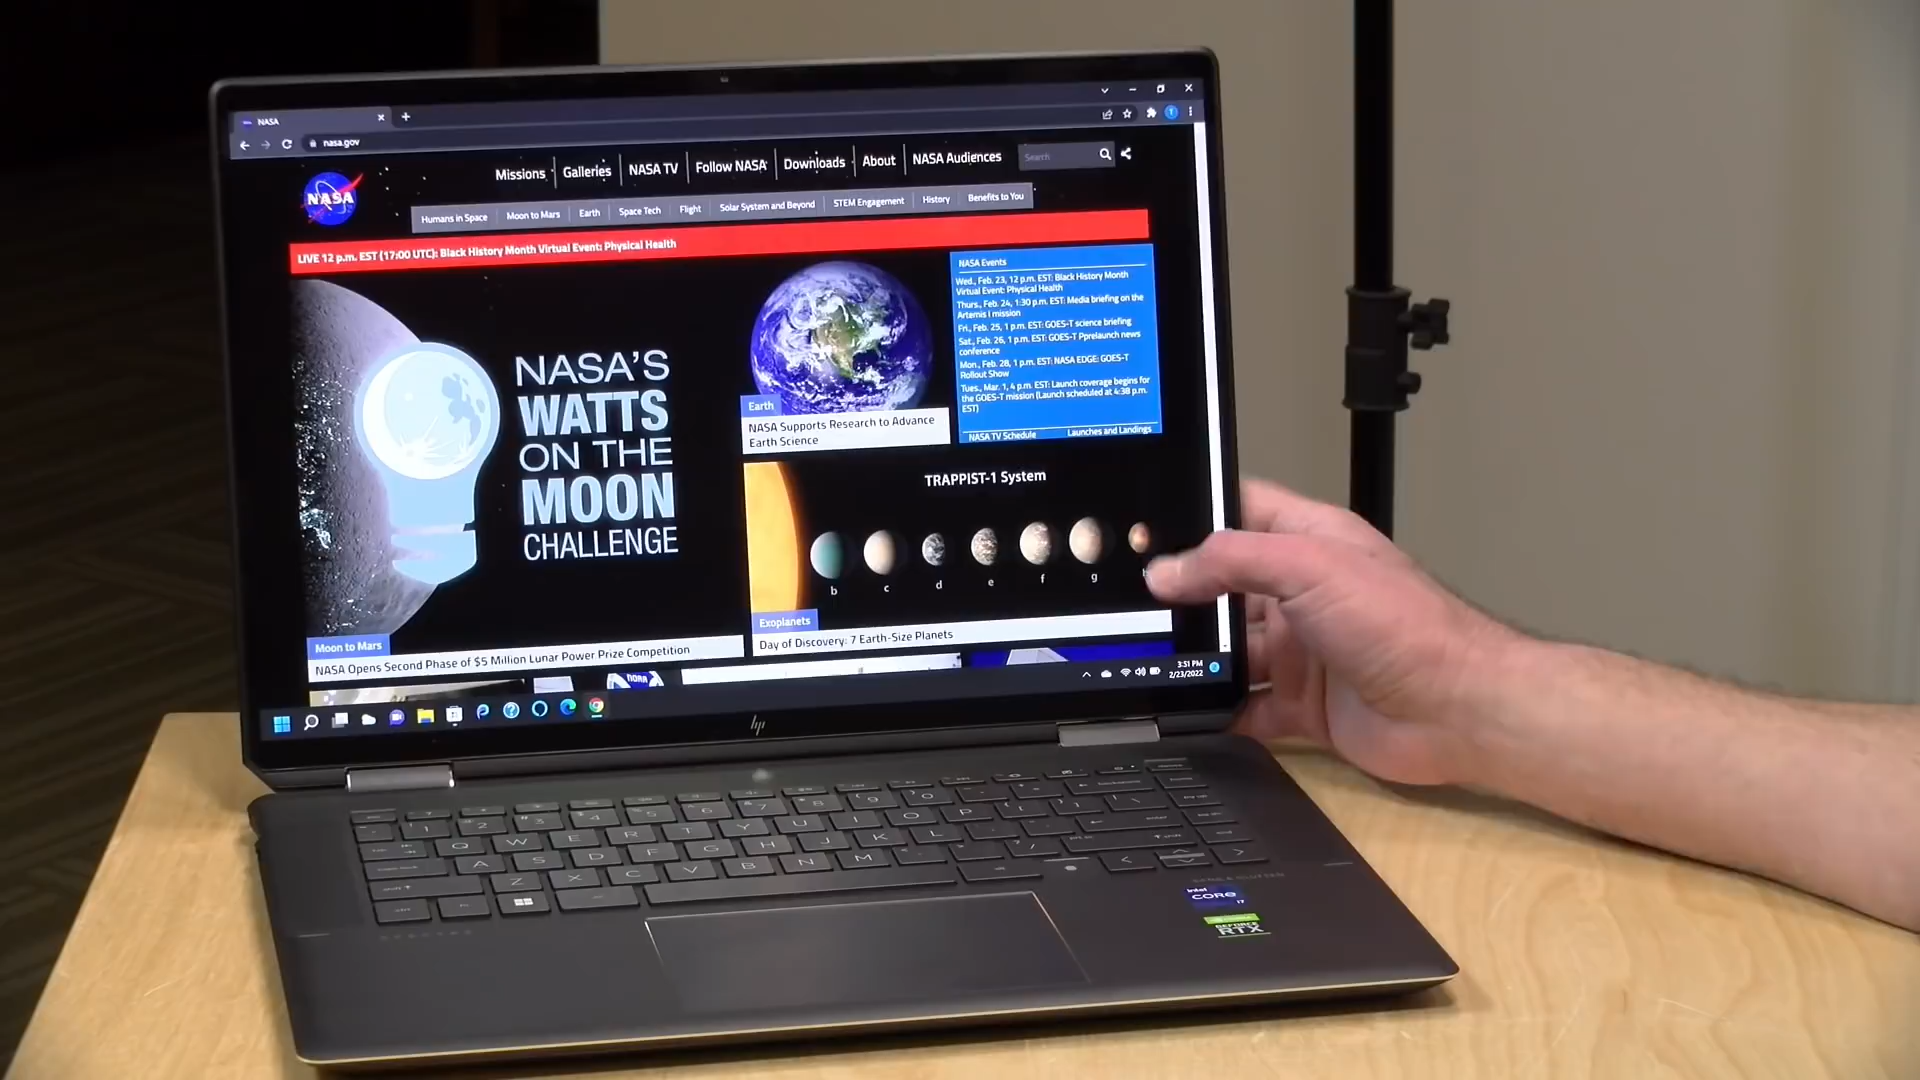 NASA
nasa.gov
Missions
Galleries
NASA TV
Follow NASA
Downloads
About
NASA Audiences
Search
NASA
Humans in Space
Moon to Mars
Earth
Space Tech
Flight
Solar System and Beyond
STEM Engagement
History
Benefits to You
LIVE 12 p.m. EST (17:00 UTC): Black History Month Virtual Event: Physical Health
NASA'S
WATTS
ON THE
MOON
CHALLENGE
Moon to Mars
NASA Opens Second Phase of $5 Million Lunar Power Prize Competition
Earth
NASA Supports Research to Advance
Earth Science
NASA Events
Wed., Feb. 23, 12 p.m. EST: Black History Month
Virtual Event: Physical Health
Thurs., Feb. 24, 1:30 p.m. EST: Media briefing on the
Artemis I mission
Fri., Feb. 25, 1 p.m. EST: GOES-T science briefing
Sat., Feb. 26, 1 p.m. EST: GOES-T Pprelaunch news
conference
Mon., Feb. 28, 1 p.m. EST: NASA EDGE: GOES-T
Rollout Show
Tues., Mar. 1, 4 p.m. EST: Launch coverage begins for
the GOES-T mission (Launch scheduled at 4:38 p.m.
EST)
NASA TV Schedule
Launches and Landings
TRAPPIST-1 System
b c d e f g
Exoplanets
Day of Discovery: 7 Earth-Size Planets
3:51 PM
2/23/2022
hp
Q W E R T Y U I O P
A S D F G H J K L
Z X C V B N M
intel
CORE
i7
GEFORCE
RTX